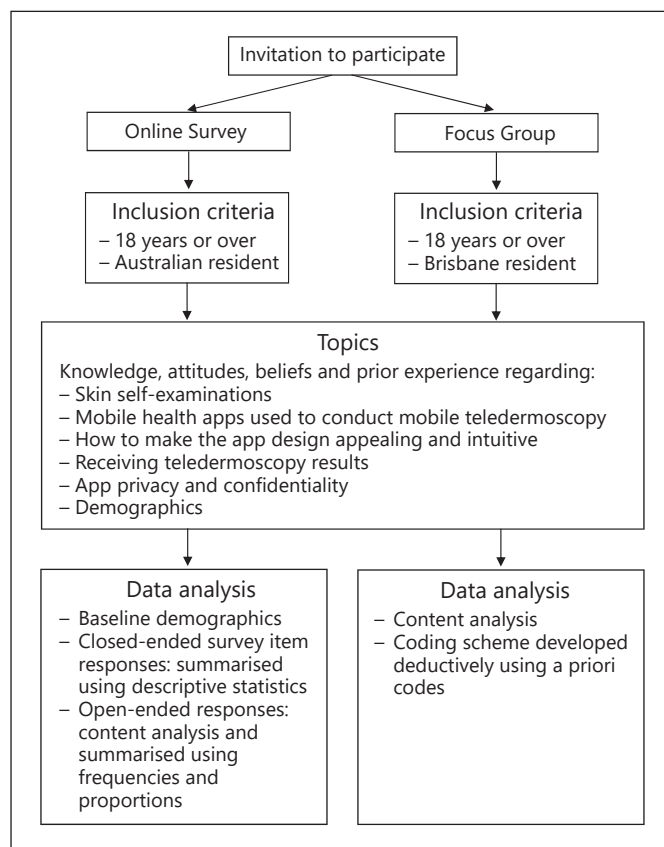 Invitation to participate
Online Survey
Focus Group
Inclusion criteria
– 18 years or over
– Australian resident
Inclusion criteria
– 18 years or over
– Brisbane resident
Topics
Knowledge, attitudes, beliefs and prior experience regarding:
– Skin self-examinations
– Mobile health apps used to conduct mobile teledermoscopy
– How to make the app design appealing and intuitive
– Receiving teledermoscopy results
– App privacy and confidentiality
– Demographics
Data analysis
– Baseline demographics
– Closed-ended survey item
responses: summarised
using descriptive statistics
– Open-ended responses:
content analysis and
summarised using
frequencies and
proportions
Data analysis
– Content analysis
– Coding scheme developed
deductively using a priori
codes